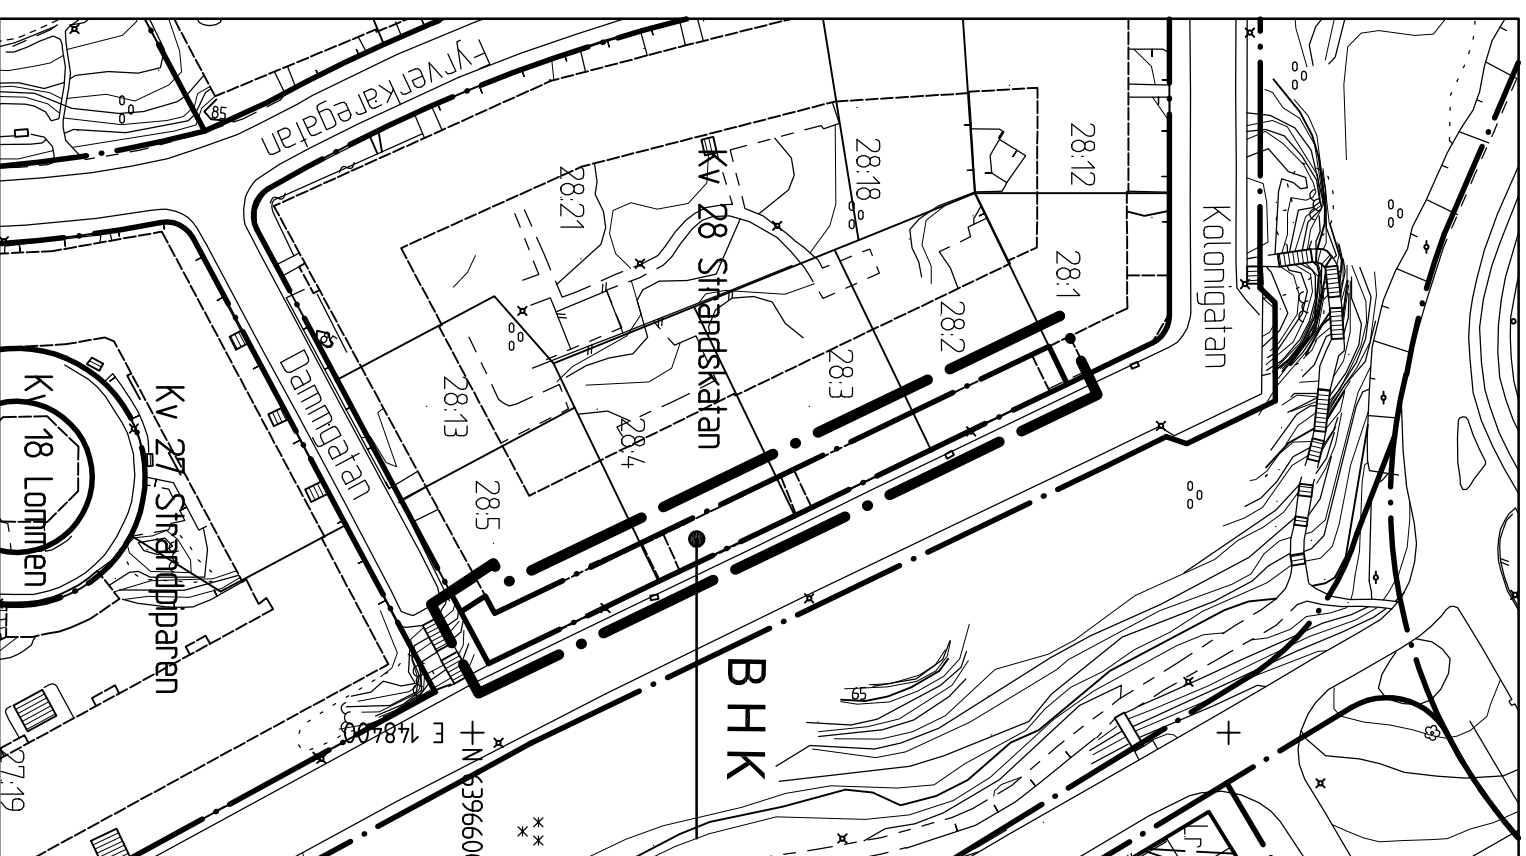 Fyrverkaregatan
85
28:21
Kv 28 Strandskatan
28:18
28:12
Kolonigatan
28:1
28:2
28:3
28:4
28:13
28:5
Dammgatan
Kv 18 Lommen
Kv 27 Strandpiparen
27:19
E 148400
N 6396600
65
BHK